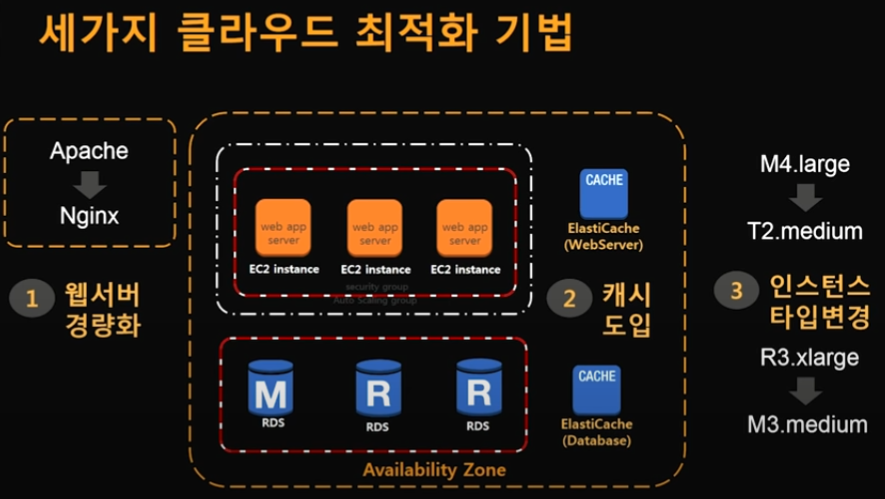 세가지 클라우드 최적화 기법
Apache
Nginx
1 웹서버
경량화
web app
server
web app
server
web app
server
EC2 instance
EC2 instance
EC2 instance
security group
Auto Scaling group
M
RDS
R
RDS
R
RDS
Availability Zone
CACHE
ElastiCache
(WebServer)
2 캐시
도입
CACHE
ElastiCache
(Database)
M4.large
T2.medium
3 인스턴스
타입변경
R3.xlarge
M3.medium